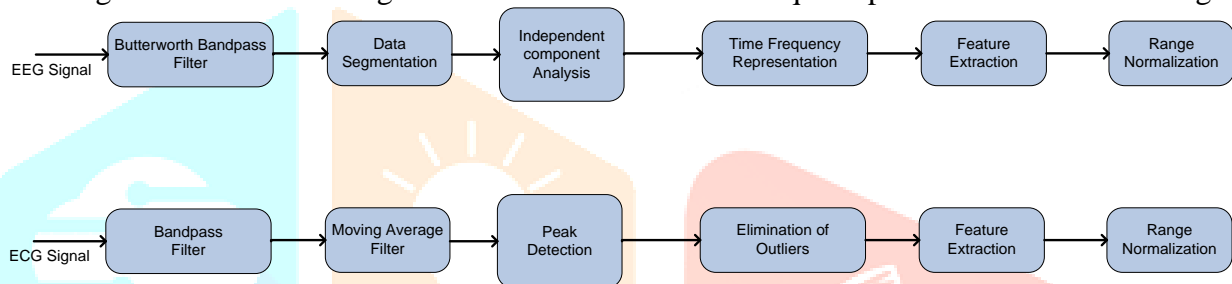 EEG Signal
Butterworth Bandpass
Filter
Data
Segmentation
Independent
component
Analysis
Time Frequency
Representation
Feature
Extraction
Range
Normalization
ECG Signal
Bandpass
Filter
Moving Average
Filter
Peak
Detection
Elimination of
Outliers
Feature
Extraction
Range
Normalization